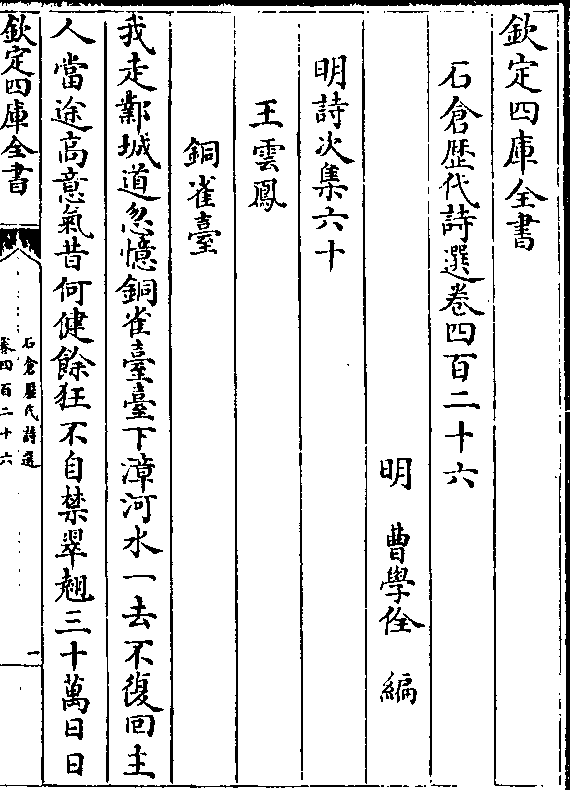 欽定四庫全書
石倉歷代詩選卷四百二十六
明 曹學佺 編
明詩次集六十
王雲鳳
銅雀臺
我走鄴城道忽憶銅雀臺臺下漳河水一去不復回主
人當途高意氣昔何健餘狂不自禁翠翹三十萬日日
欽定四庫全書
石倉歷代詩選
卷四百二十六
一